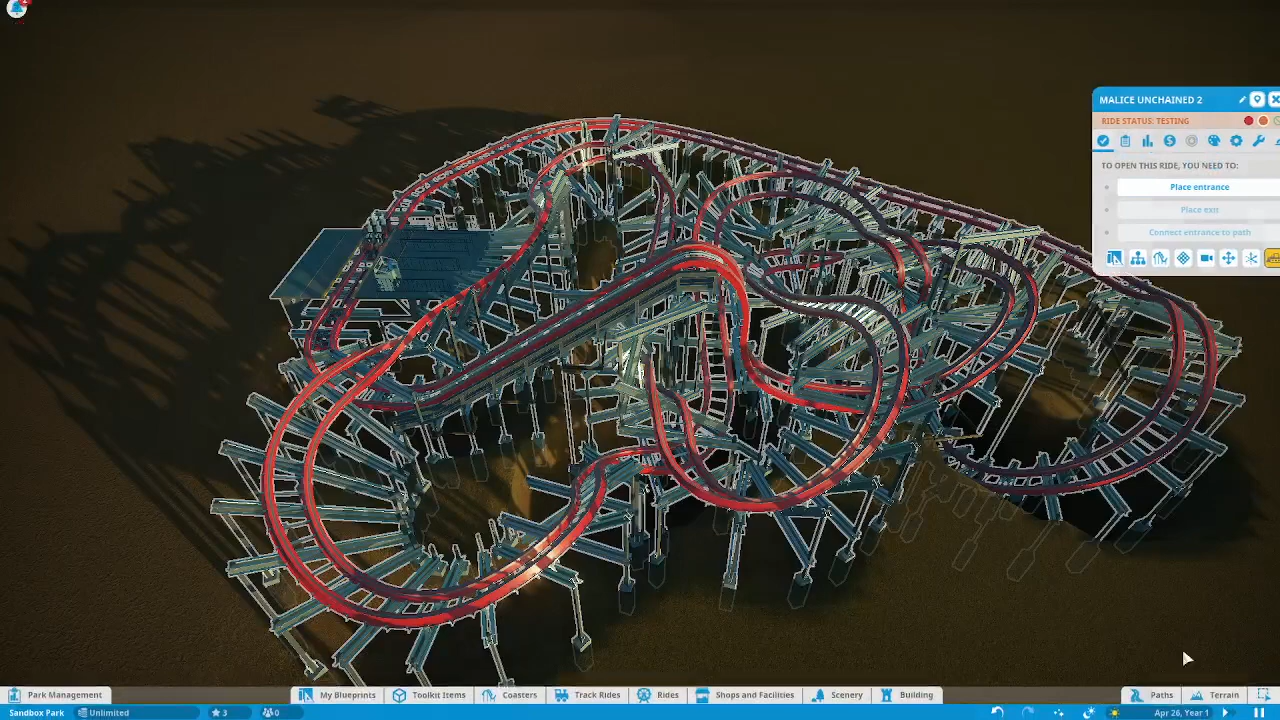 MALICE UNCHAINED 2
RIDE STATUS: TESTING
TO OPEN THIS RIDE, YOU NEED TO:
Place entrance
Place exit
Connect entrance to path
Park Management
My Blueprints
Toolkit Items
Coasters
Track Rides
Rides
Shops and Facilities
Scenery
Building
Paths
Terrain
Sandbox Park
Unlimited
3
0
Apr 26, Year 1